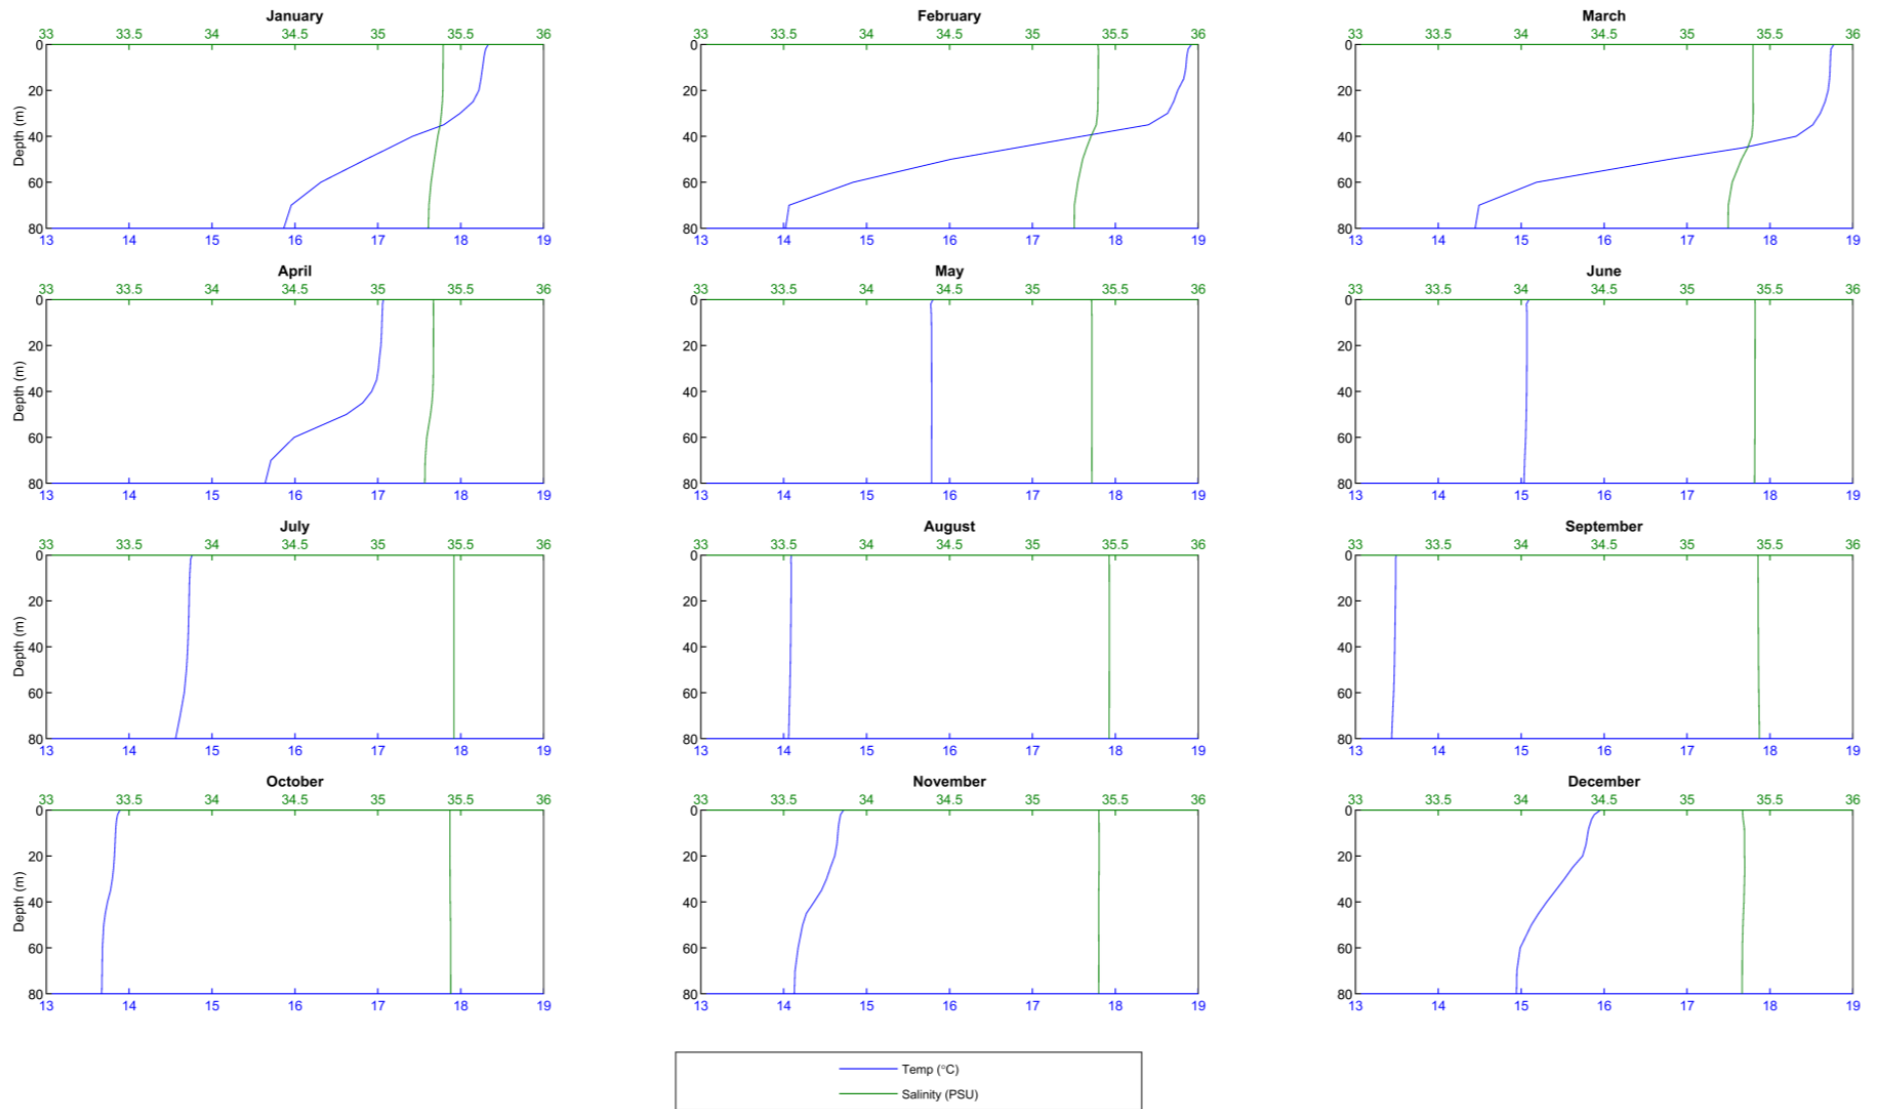 January February March
33 33.5 34 34.5 35 35.5 36 33 33.5 34 34.5 35 35.5 36 33 33.5 34 34.5 35 35.5 36
0 0 0
20 20 20
Depth (m)
40 40 40
60 60 60
80 80 80
13 14 15 16 17 18 19 13 14 15 16 17 18 19 13 14 15 16 17 18 19
April May June
33 33.5 34 34.5 35 35.5 36 33 33.5 34 34.5 35 35.5 36 33 33.5 34 34.5 35 35.5 36
0 0 0
20 20 20
Depth (m)
40 40 40
60 60 60
80 80 80
13 14 15 16 17 18 19 13 14 15 16 17 18 19 13 14 15 16 17 18 19
July August September
33 33.5 34 34.5 35 35.5 36 33 33.5 34 34.5 35 35.5 36 33 33.5 34 34.5 35 35.5 36
0 0 0
20 20 20
Depth (m)
40 40 40
60 60 60
80 80 80
13 14 15 16 17 18 19 13 14 15 16 17 18 19 13 14 15 16 17 18 19
October November December
33 33.5 34 34.5 35 35.5 36 33 33.5 34 34.5 35 35.5 36 33 33.5 34 34.5 35 35.5 36
0 0 0
20 20 20
Depth (m)
40 40 40
60 60 60
80 80 80
13 14 15 16 17 18 19 13 14 15 16 17 18 19 13 14 15 16 17 18 19
Temp (°C)
Salinity (PSU)